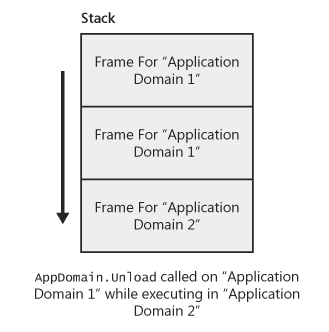 Stack
Frame For “Application
Domain 1”
Frame For “Application
Domain 1”
Frame For “Application
Domain 2”
AppDomain.Unload called on “Application
Domain 1” while executing in “Application
Domain 2”